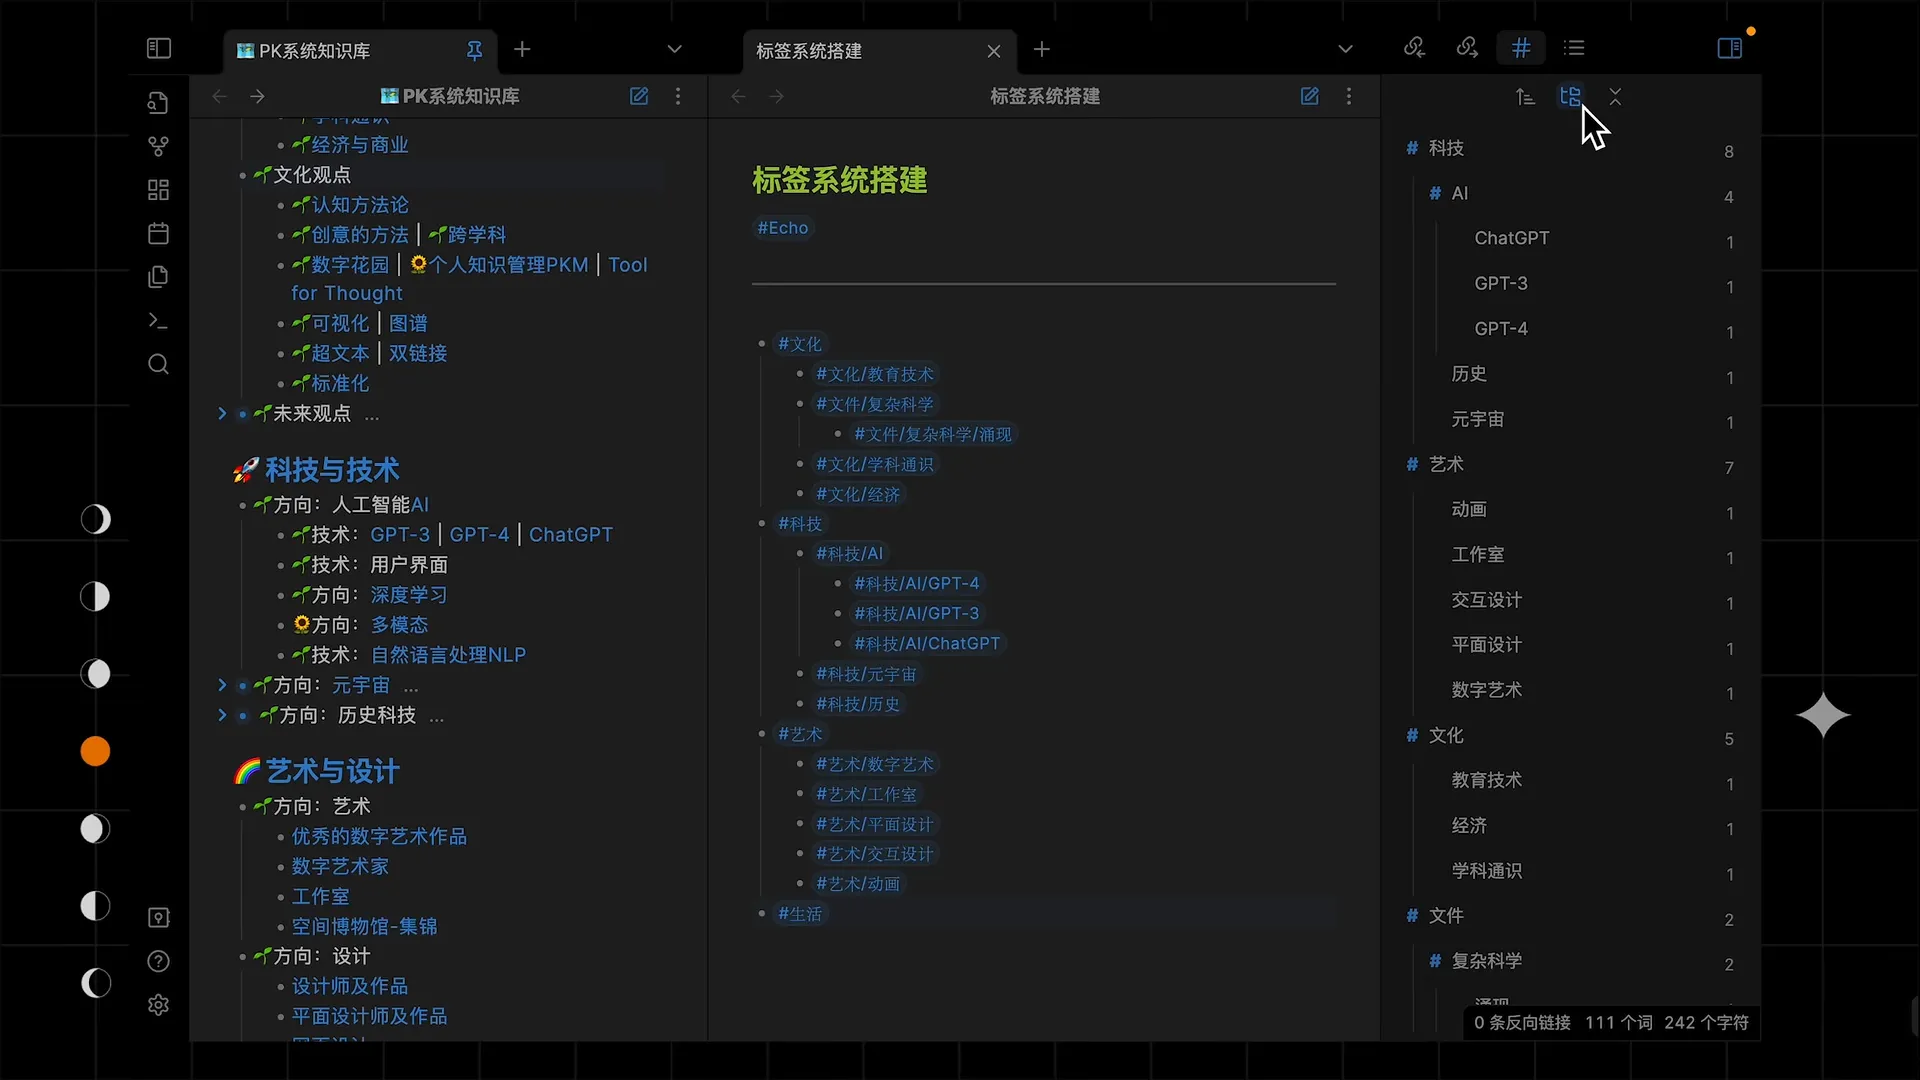 PK系统知识库
标签系统搭建
PK系统知识库
经济与商业
文化观点
认知方法论
创意的方法 | 跨学科
数字花园 | 个人知识管理PKM | Tool
for Thought
可视化 | 图谱
超文本 | 双链接
标准化
未来观点 ...
科技与技术
方向：人工智能AI
技术：GPT-3 | GPT-4 | ChatGPT
技术：用户界面
方向：深度学习
方向：多模态
技术：自然语言处理NLP
方向：元宇宙 ...
方向：历史科技 ...
艺术与设计
方向：艺术
优秀的数字艺术作品
数字艺术家
工作室
空间博物馆-集锦
方向：设计
设计师及作品
平面设计师及作品
标签系统搭建
标签系统搭建
#Echo
#文化
#文化/教育技术
#文件/复杂科学
#文件/复杂科学/涌现
#文化/学科通识
#文化/经济
#科技
#科技/AI
#科技/AI/GPT-4
#科技/AI/GPT-3
#科技/AI/ChatGPT
#科技/元宇宙
#科技/历史
#艺术
#艺术/数字艺术
#艺术/工作室
#艺术/平面设计
#艺术/交互设计
#艺术/动画
#生活
# 科技 8
# AI 4
ChatGPT 1
GPT-3 1
GPT-4 1
历史 1
元宇宙 1
# 艺术 7
动画 1
工作室 1
交互设计 1
平面设计 1
数字艺术 1
# 文化 5
教育技术 1
经济 1
学科通识 1
# 文件 2
# 复杂科学 2
0 条反向链接 111 个词 242 个字符